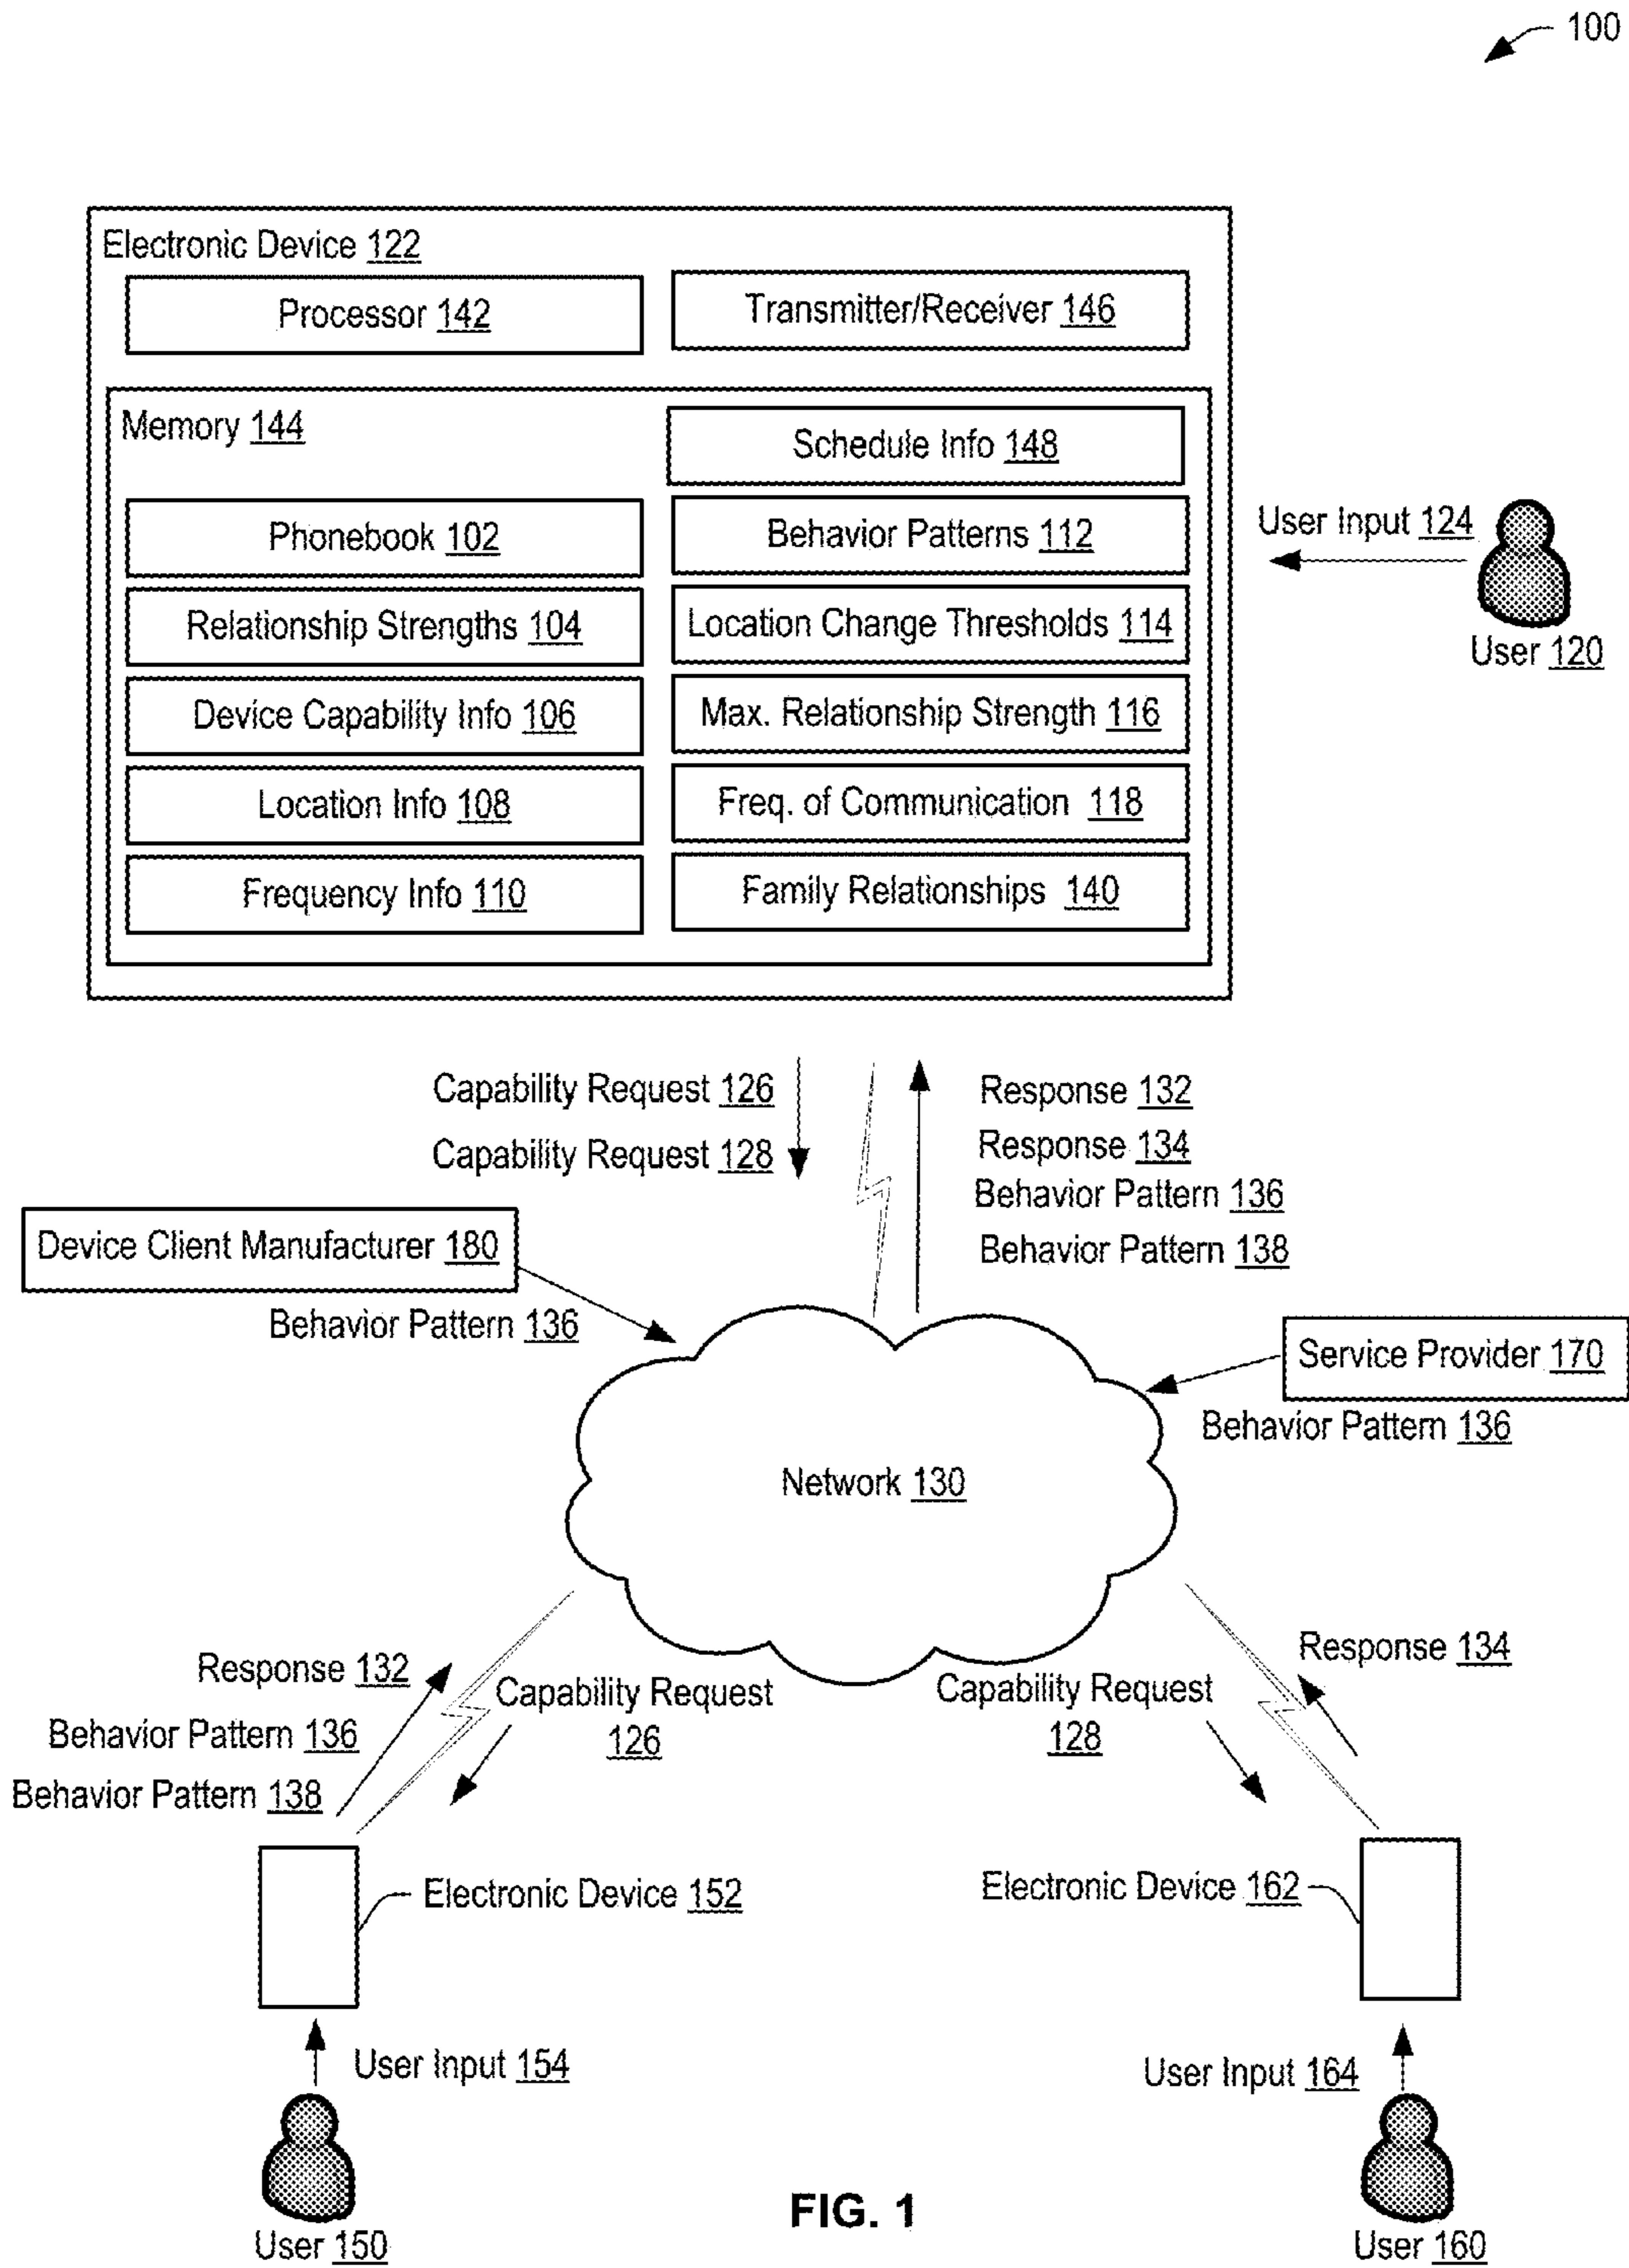 100
Electronic Device 122
Processor 142
Transmitter/Receiver 146
Memory 144
Schedule Info 148
Phonebook 102
Behavior Patterns 112
Relationship Strengths 104
Location Change Thresholds 114
Device Capability Info 106
Max. Relationship Strength 116
Location Info 108
Freq. of Communication 118
Frequency Info 110
Family Relationships 140
User Input 124
User 120
Capability Request 126
Capability Request 128
Response 132
Response 134
Behavior Pattern 136
Behavior Pattern 138
Device Client Manufacturer 180
Behavior Pattern 136
Service Provider 170
Behavior Pattern 136
Network 130
Response 132
Behavior Pattern 136
Behavior Pattern 138
Capability Request
126
Capability Request
128
Response 134
Electronic Device 152
Electronic Device 162
User Input 154
User Input 164
User 150
User 160
FIG. 1